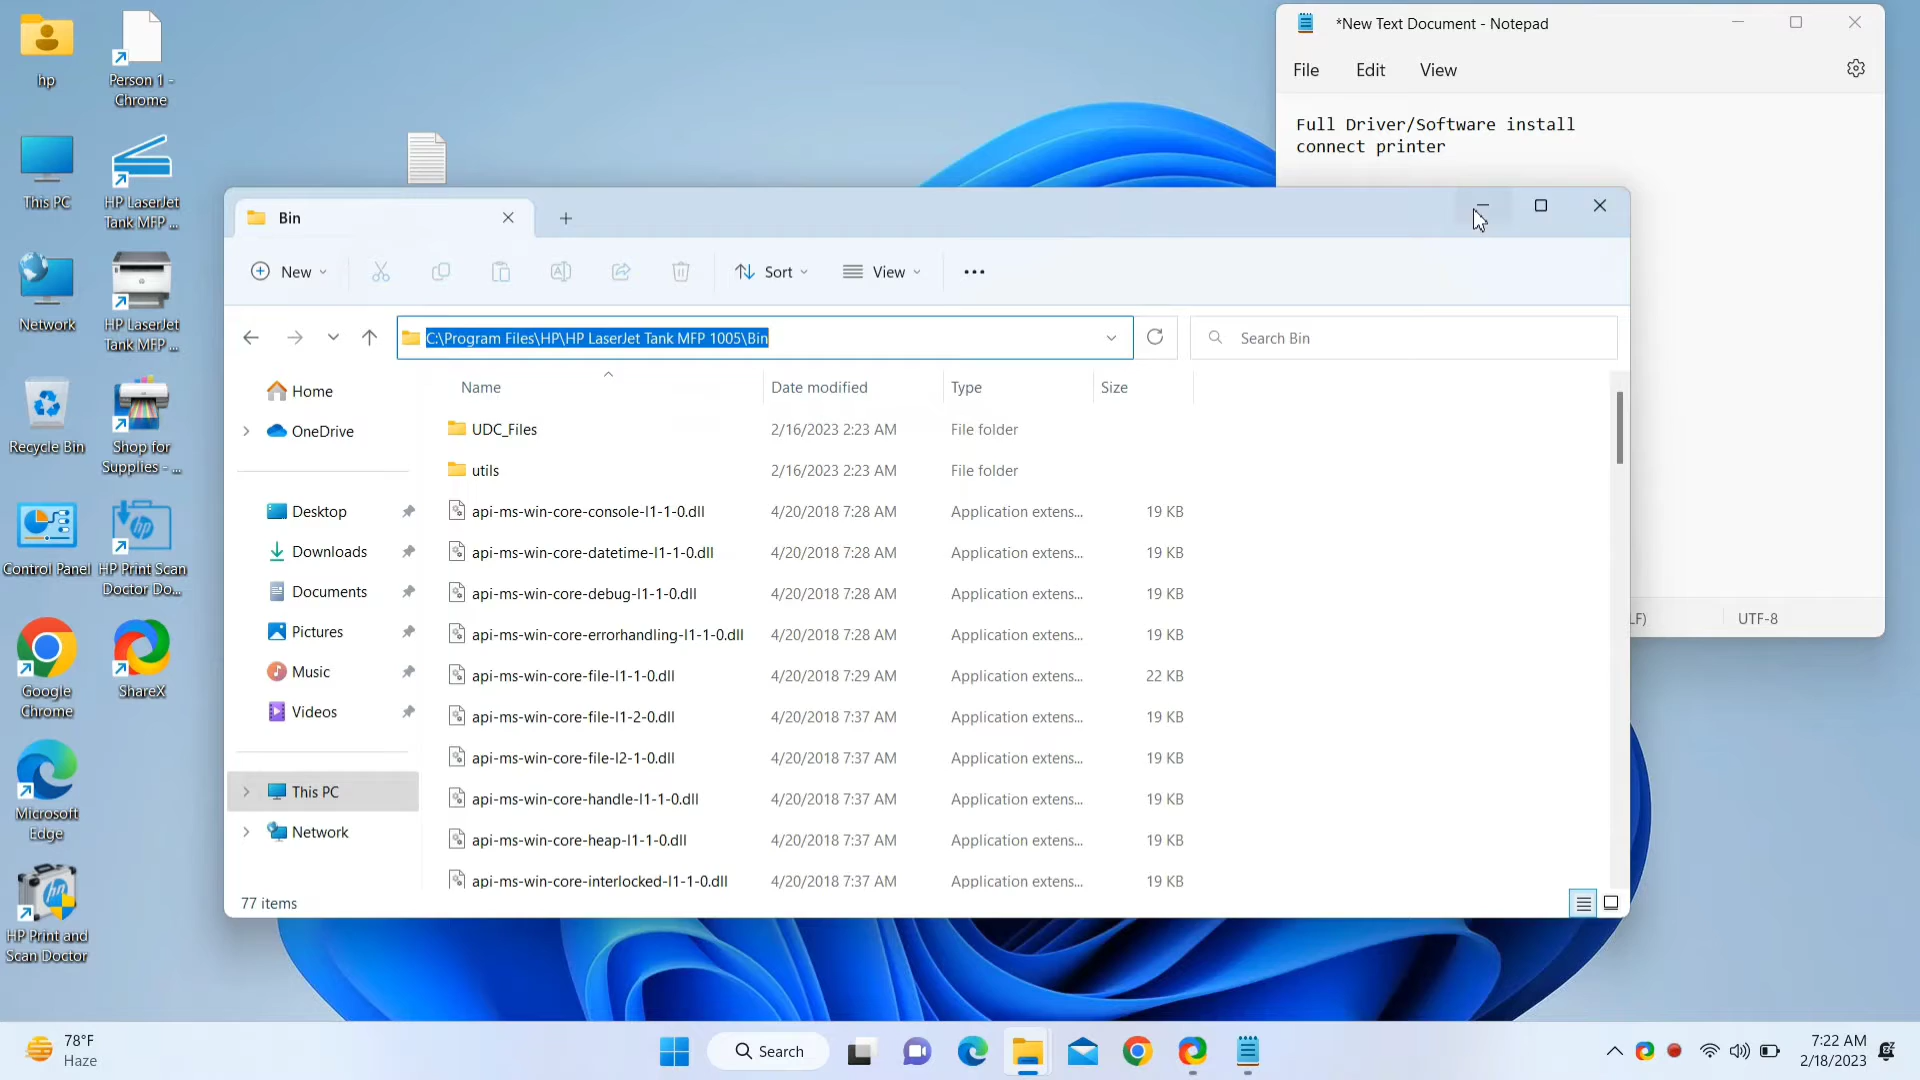 hp
Person 1 -
Chrome
This PC
HP LaserJet
Tank MFP ...
Network
HP LaserJet
Tank MFP ...
Recycle Bin
Shop for
Supplies - ...
Control Panel
HP Print Scan
Doctor Do...
Google
Chrome
ShareX
Microsoft
Edge
HP Print and
Scan Doctor
*New Text Document - Notepad
File
Edit
View
Full Driver/Software install
connect printer
LF)
UTF-8
Bin
New
Sort
View
C:\Program Files\HP\HP LaserJet Tank MFP 1005\Bin
Search Bin
Home
OneDrive
Desktop
Downloads
Documents
Pictures
Music
Videos
This PC
Network
Name Date modified Type Size
UDC_Files 2/16/2023 2:23 AM File folder
utils 2/16/2023 2:23 AM File folder
api-ms-win-core-console-l1-1-0.dll 4/20/2018 7:28 AM Application extens... 19 KB
api-ms-win-core-datetime-l1-1-0.dll 4/20/2018 7:28 AM Application extens... 19 KB
api-ms-win-core-debug-l1-1-0.dll 4/20/2018 7:28 AM Application extens... 19 KB
api-ms-win-core-errorhandling-l1-1-0.dll 4/20/2018 7:28 AM Application extens... 19 KB
api-ms-win-core-file-l1-1-0.dll 4/20/2018 7:29 AM Application extens... 22 KB
api-ms-win-core-file-l1-2-0.dll 4/20/2018 7:37 AM Application extens... 19 KB
api-ms-win-core-file-l2-1-0.dll 4/20/2018 7:37 AM Application extens... 19 KB
api-ms-win-core-handle-l1-1-0.dll 4/20/2018 7:37 AM Application extens... 19 KB
api-ms-win-core-heap-l1-1-0.dll 4/20/2018 7:37 AM Application extens... 19 KB
api-ms-win-core-interlocked-l1-1-0.dll 4/20/2018 7:37 AM Application extens... 19 KB
77 items
78°F
Haze
Search
7:22 AM
2/18/2023